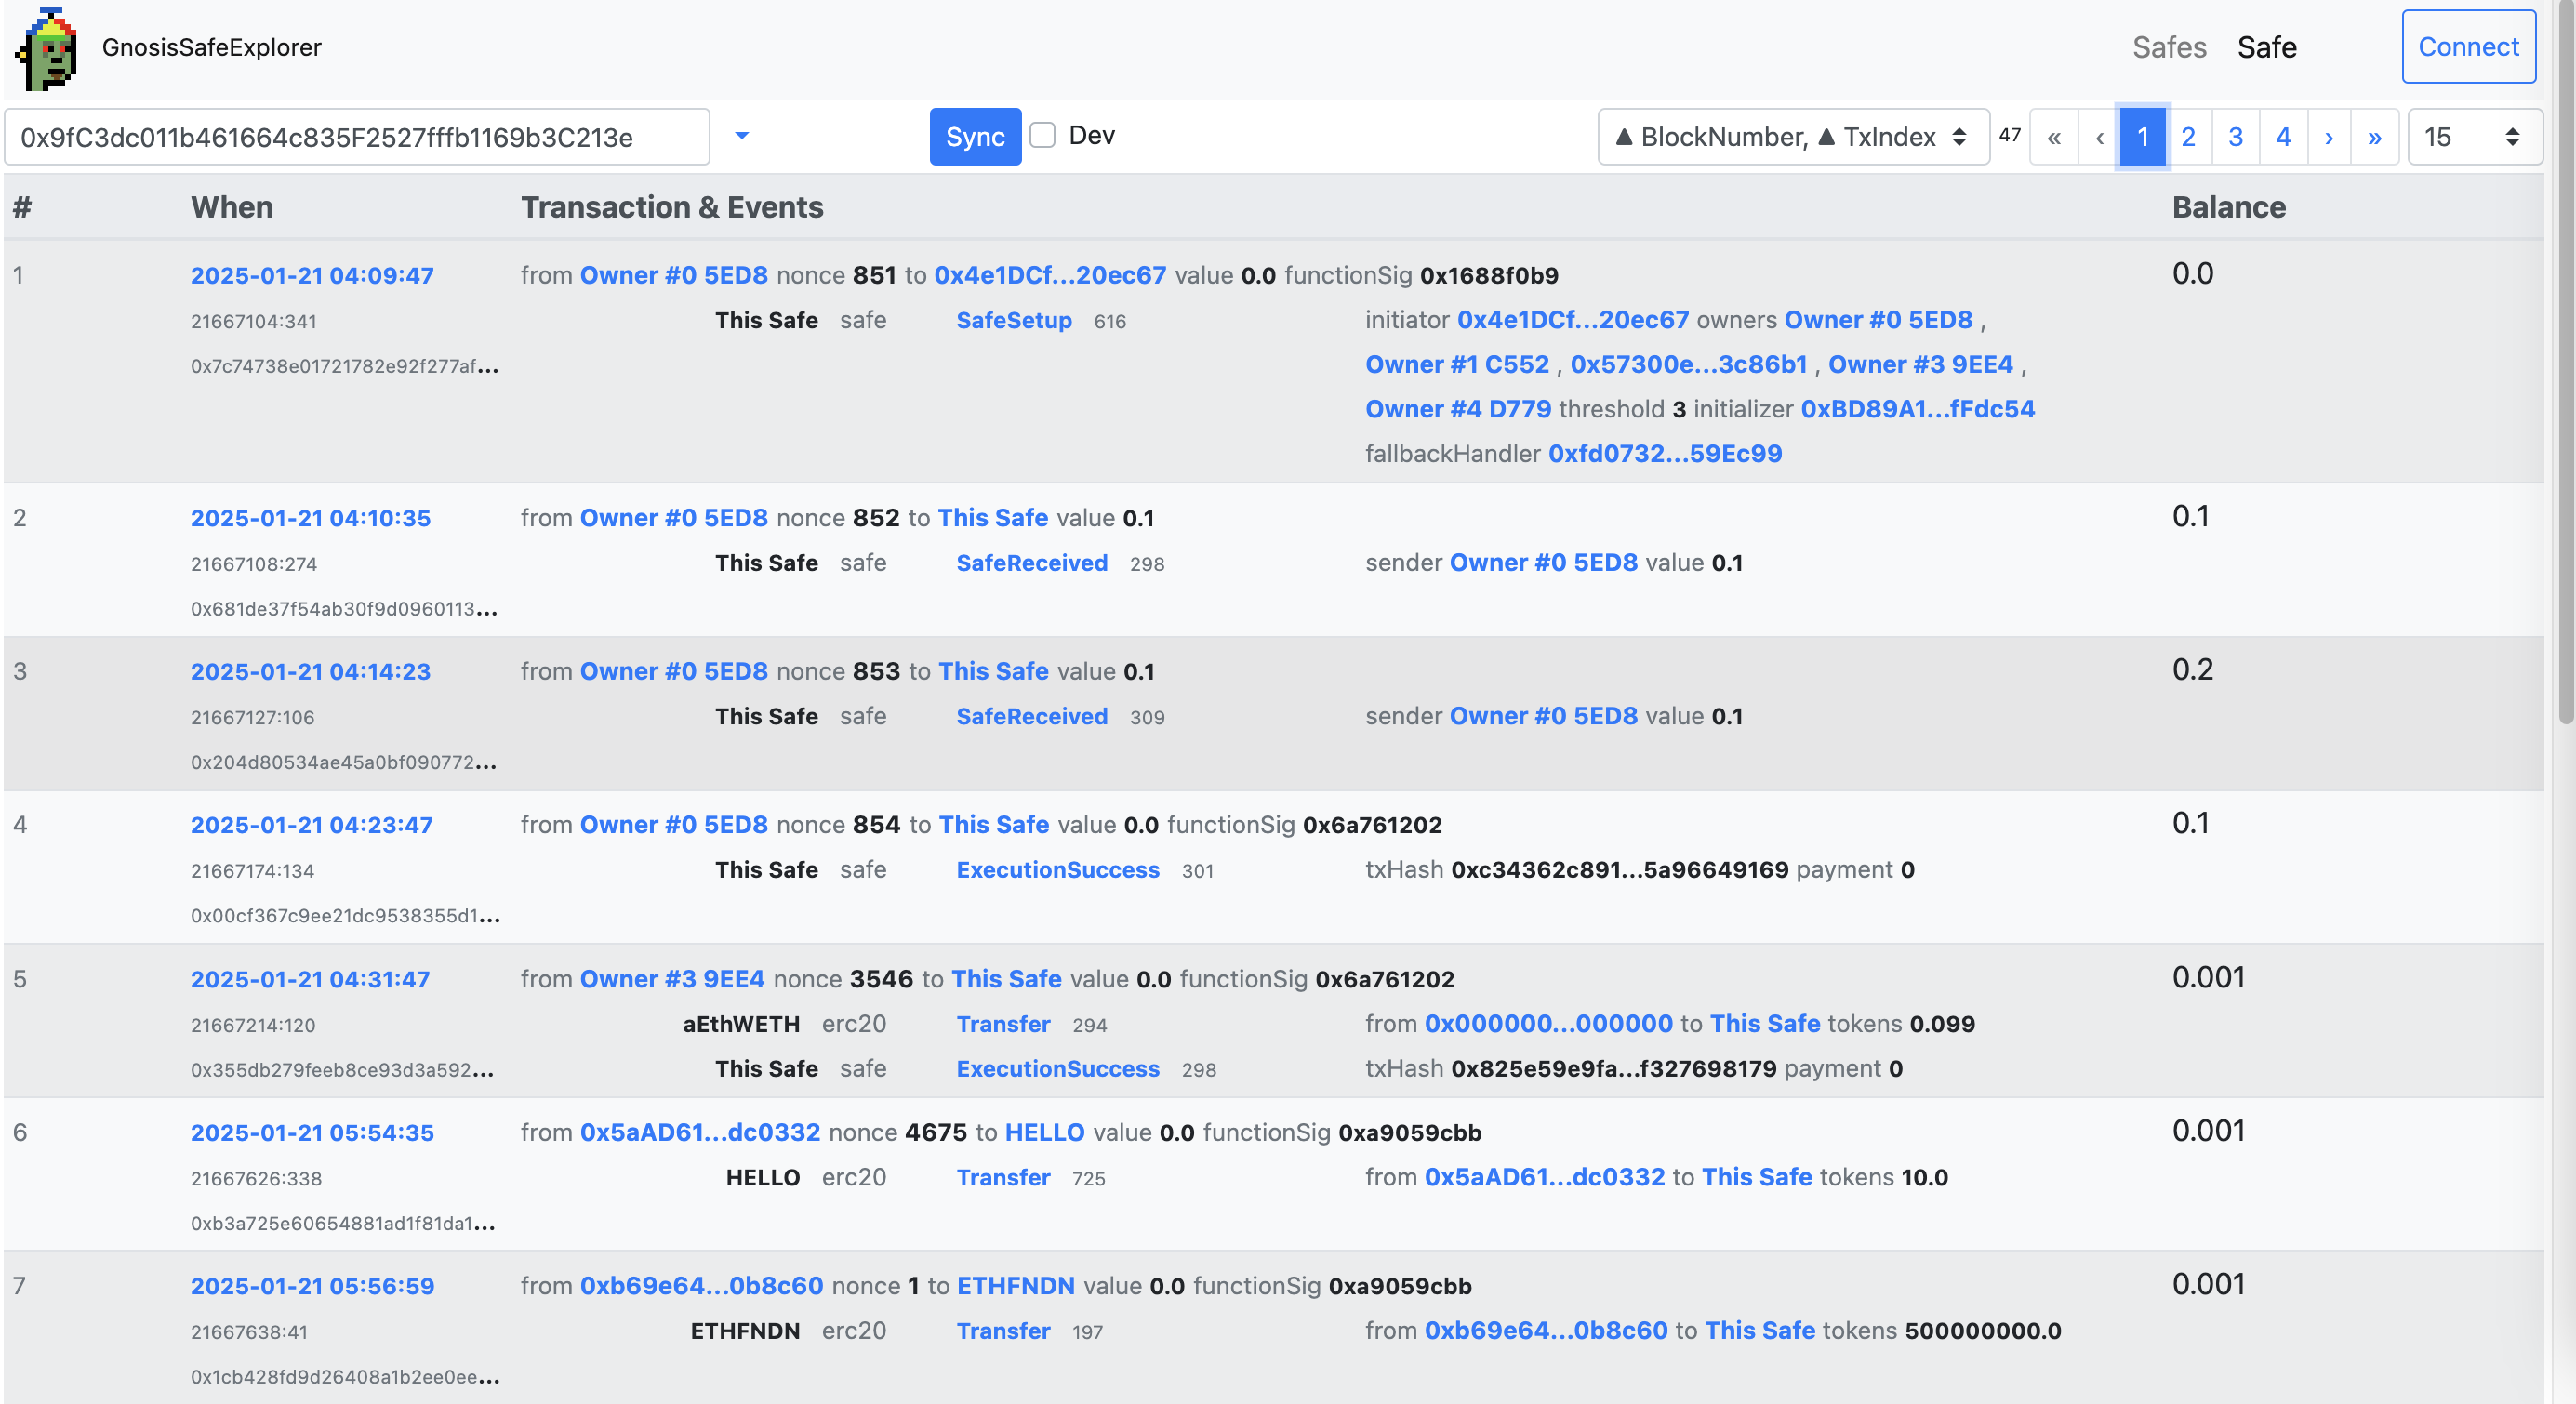 GnosisSafeExplorer
Safes Safe Connect
0x9fC3dc011b461664c835F2527fffb1169b3C213e Sync Dev ▲ BlockNumber, ▲ TxIndex 47 « ‹ 1 2 3 4 › » 15
# When Transaction & Events Balance
1 2025-01-21 04:09:47 from Owner #0 5ED8 nonce 851 to 0x4e1DCf...20ec67 value 0.0 functionSig 0x1688f0b9 0.0
21667104:341 This Safe safe SafeSetup 616 initiator 0x4e1DCf...20ec67 owners Owner #0 5ED8 ,
0x7c74738e01721782e92f277af... Owner #1 C552 , 0x57300e...3c86b1 , Owner #3 9EE4 ,
Owner #4 D779 threshold 3 initializer 0xBD89A1...fFdc54
fallbackHandler 0xfd0732...59Ec99
2 2025-01-21 04:10:35 from Owner #0 5ED8 nonce 852 to This Safe value 0.1 0.1
21667108:274 This Safe safe SafeReceived 298 sender Owner #0 5ED8 value 0.1
0x681de37f54ab30f9d0960113...
3 2025-01-21 04:14:23 from Owner #0 5ED8 nonce 853 to This Safe value 0.1 0.2
21667127:106 This Safe safe SafeReceived 309 sender Owner #0 5ED8 value 0.1
0x204d80534ae45a0bf090772...
4 2025-01-21 04:23:47 from Owner #0 5ED8 nonce 854 to This Safe value 0.0 functionSig 0x6a761202 0.1
21667174:134 This Safe safe ExecutionSuccess 301 txHash 0xc34362c891...5a96649169 payment 0
0x00cf367c9ee21dc9538355d1...
5 2025-01-21 04:31:47 from Owner #3 9EE4 nonce 3546 to This Safe value 0.0 functionSig 0x6a761202 0.001
21667214:120 aEthWETH erc20 Transfer 294 from 0x000000...000000 to This Safe tokens 0.099
0x355db279feeb8ce93d3a592... This Safe safe ExecutionSuccess 298 txHash 0x825e59e9fa...f327698179 payment 0
6 2025-01-21 05:54:35 from 0x5aAD61...dc0332 nonce 4675 to HELLO value 0.0 functionSig 0xa9059cbb 0.001
21667626:338 HELLO erc20 Transfer 725 from 0x5aAD61...dc0332 to This Safe tokens 10.0
0xb3a725e60654881ad1f81da1...
7 2025-01-21 05:56:59 from 0xb69e64...0b8c60 nonce 1 to ETHFNDN value 0.0 functionSig 0xa9059cbb 0.001
21667638:41 ETHFNDN erc20 Transfer 197 from 0xb69e64...0b8c60 to This Safe tokens 500000000.0
0x1cb428fd9d26408a1b2ee0ee...